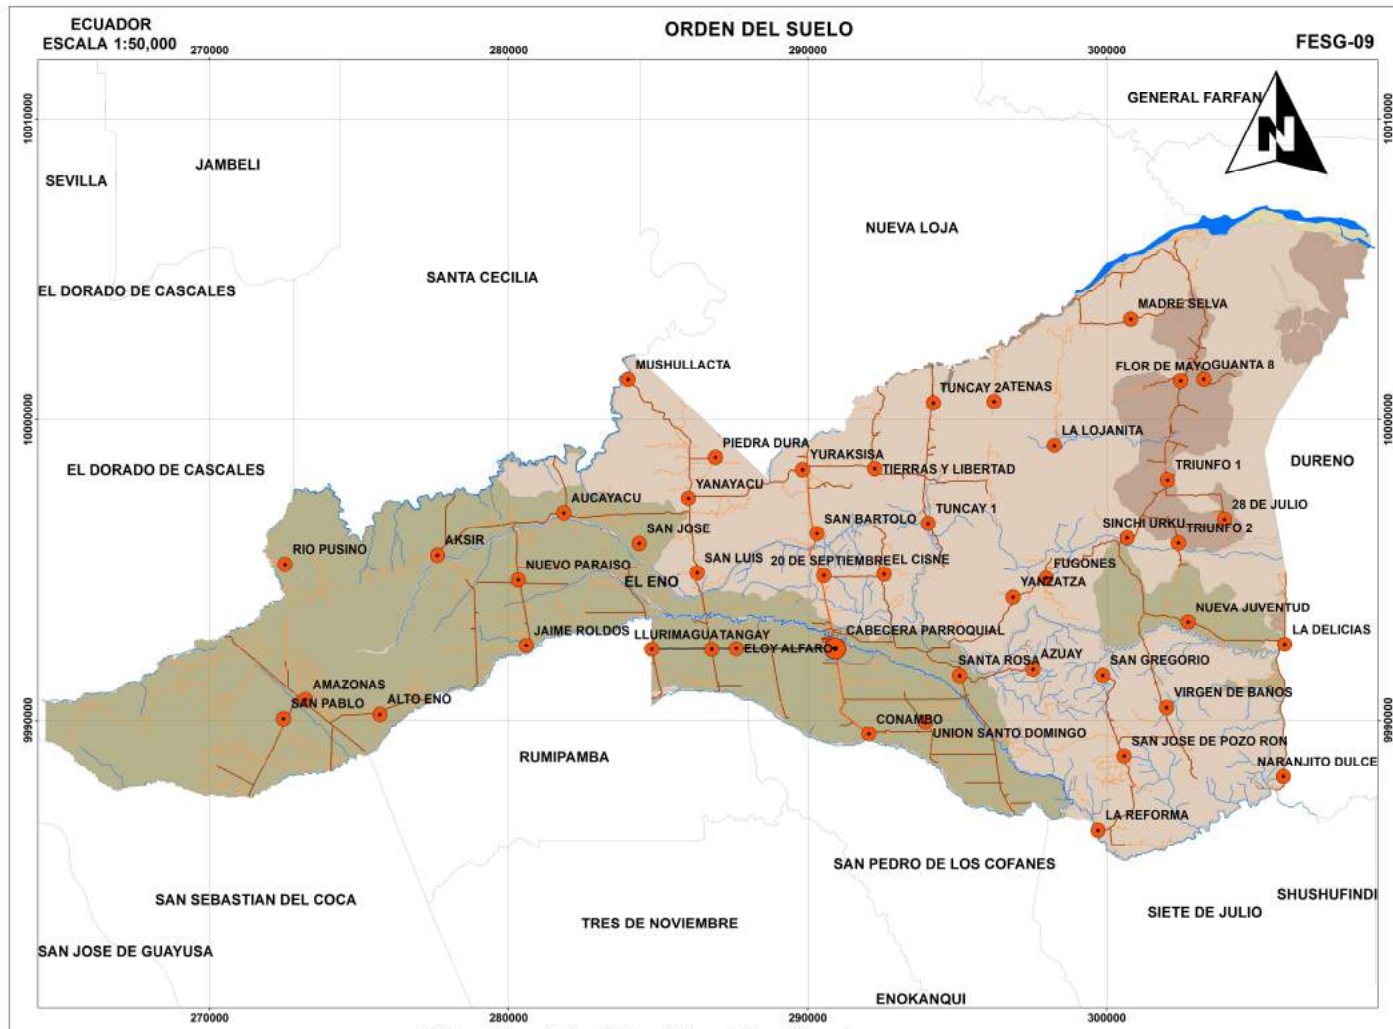 ECUADOR
ESCALA 1:50,000
ORDEN DEL SUELO
FESG-09
270000
280000
290000
300000
10010000
10010000
GENERAL FARFAN
N
JAMBELI
SEVILLA
NUEVA LOJA
SANTA CECILIA
EL DORADO DE CASCALES
MADRE SELVA
MUSHULLACTA
FLOR DE MAYO
GUANTA 8
TUNCAY 2
ATENAS
10000000
10000000
LA LOJANITA
PIEDRA DURA
YURAKSISA
TIERRAS Y LIBERTAD
EL DORADO DE CASCALES
TRIUNFO 1
DURENO
YANAYACU
AUCAYACU
28 DE JULIO
TUNCAY 1
SAN BARTOLO
SAN JOSE
SINCHI URKU
TRIUNFO 2
AKSIR
RIO PUSINO
NUEVO PARAISO
EL ENO
SAN LUIS
20 DE SEPTIEMBRE
EL CISNE
FUGONES
YANZATZA
NUEVA JUVENTUD
JAIME ROLDOS
LLURIMAGUA
TANGAY
ELOY ALFARO
CABECERA PARROQUIAL
LA DELICIAS
AZUAY
SANTA ROSA
SAN GREGORIO
AMAZONAS
SAN PABLO
ALTO ENO
VIRGEN DE BAÑOS
9990000
9990000
CONAMBO
UNION SANTO DOMINGO
SAN JOSE DE POZO RON
RUMIPAMBA
NARANJITO DULCE
LA REFORMA
SAN PEDRO DE LOS COFANES
SHUSHUFINDI
SAN SEBASTIAN DEL COCA
SIETE DE JULIO
TRES DE NOVIEMBRE
SAN JOSE DE GUAYUSA
ENOKANQUI
270000
280000
290000
300000